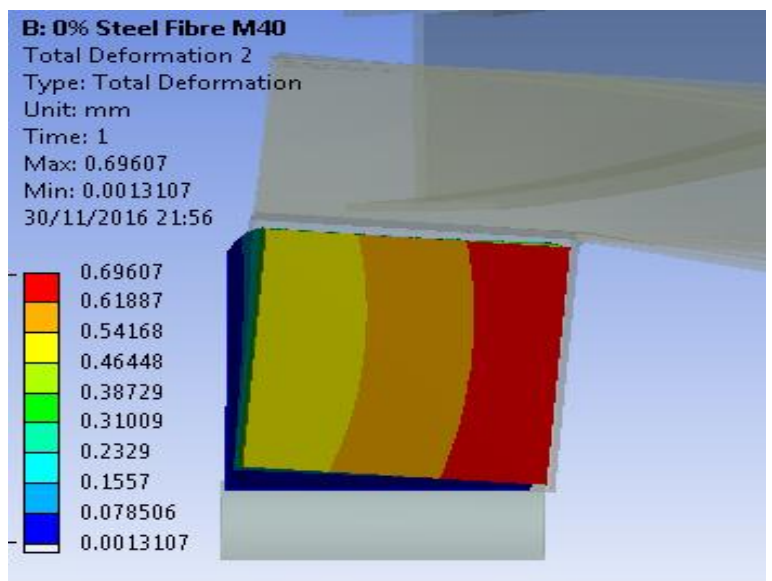 B: 0% Steel Fibre M40
Total Deformation 2
Type: Total Deformation
Unit: mm
Time: 1
Max: 0.69607
Min: 0.0013107
30/11/2016 21:56
0.69607
0.61887
0.54168
0.46448
0.38729
0.31009
0.2329
0.1557
0.078506
0.0013107